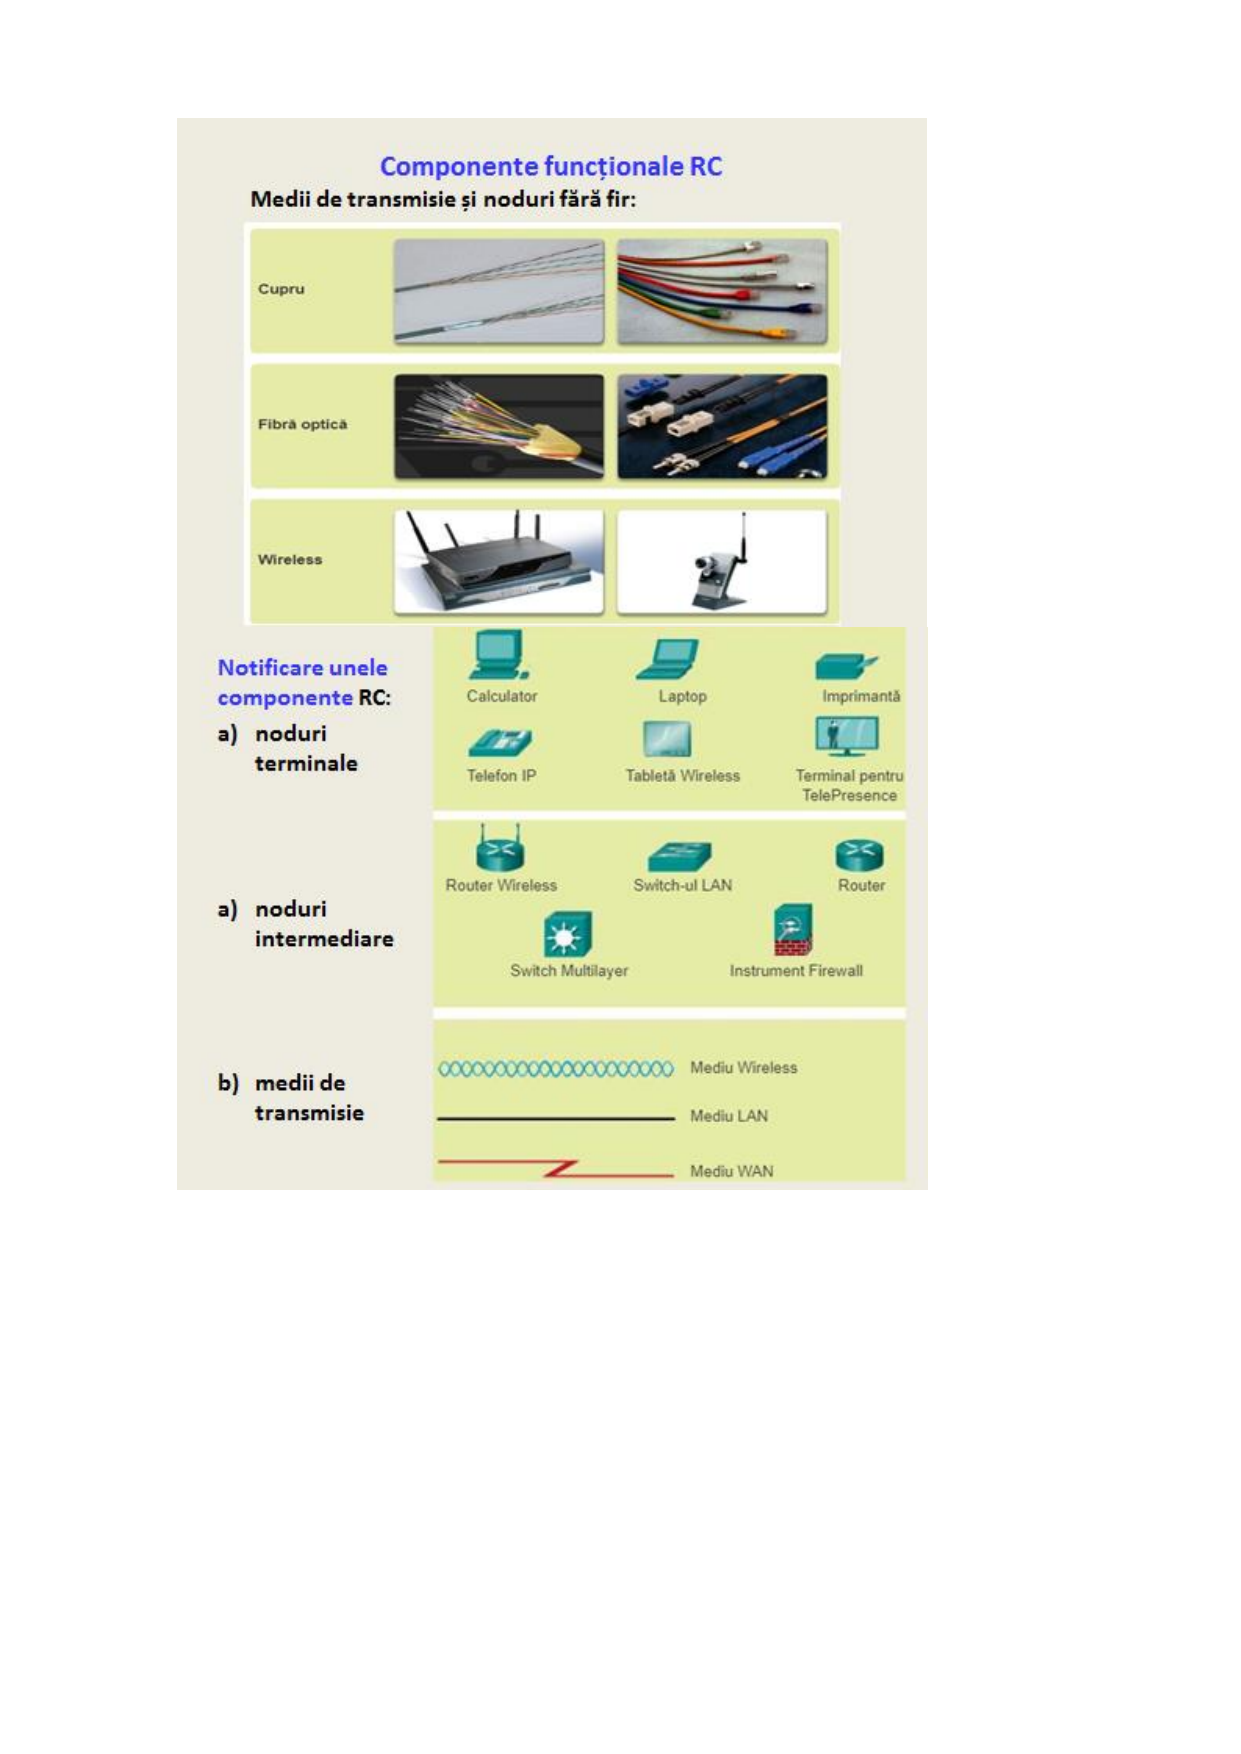 Componente funcționale RC
Medii de transmisie și noduri fără fir:
Cupru
Fibră optică
Wireless
Notificare unele
componente RC:
a) noduri
terminale
Calculator
Laptop
Imprimantă
Telefon IP
Tabletă Wireless
Terminal pentru
TelePresence
a) noduri
intermediare
Router Wireless
Switch-ul LAN
Router
Switch Multilayer
Instrument Firewall
b) medii de
transmisie
Mediu Wireless
Mediu LAN
Mediu WAN